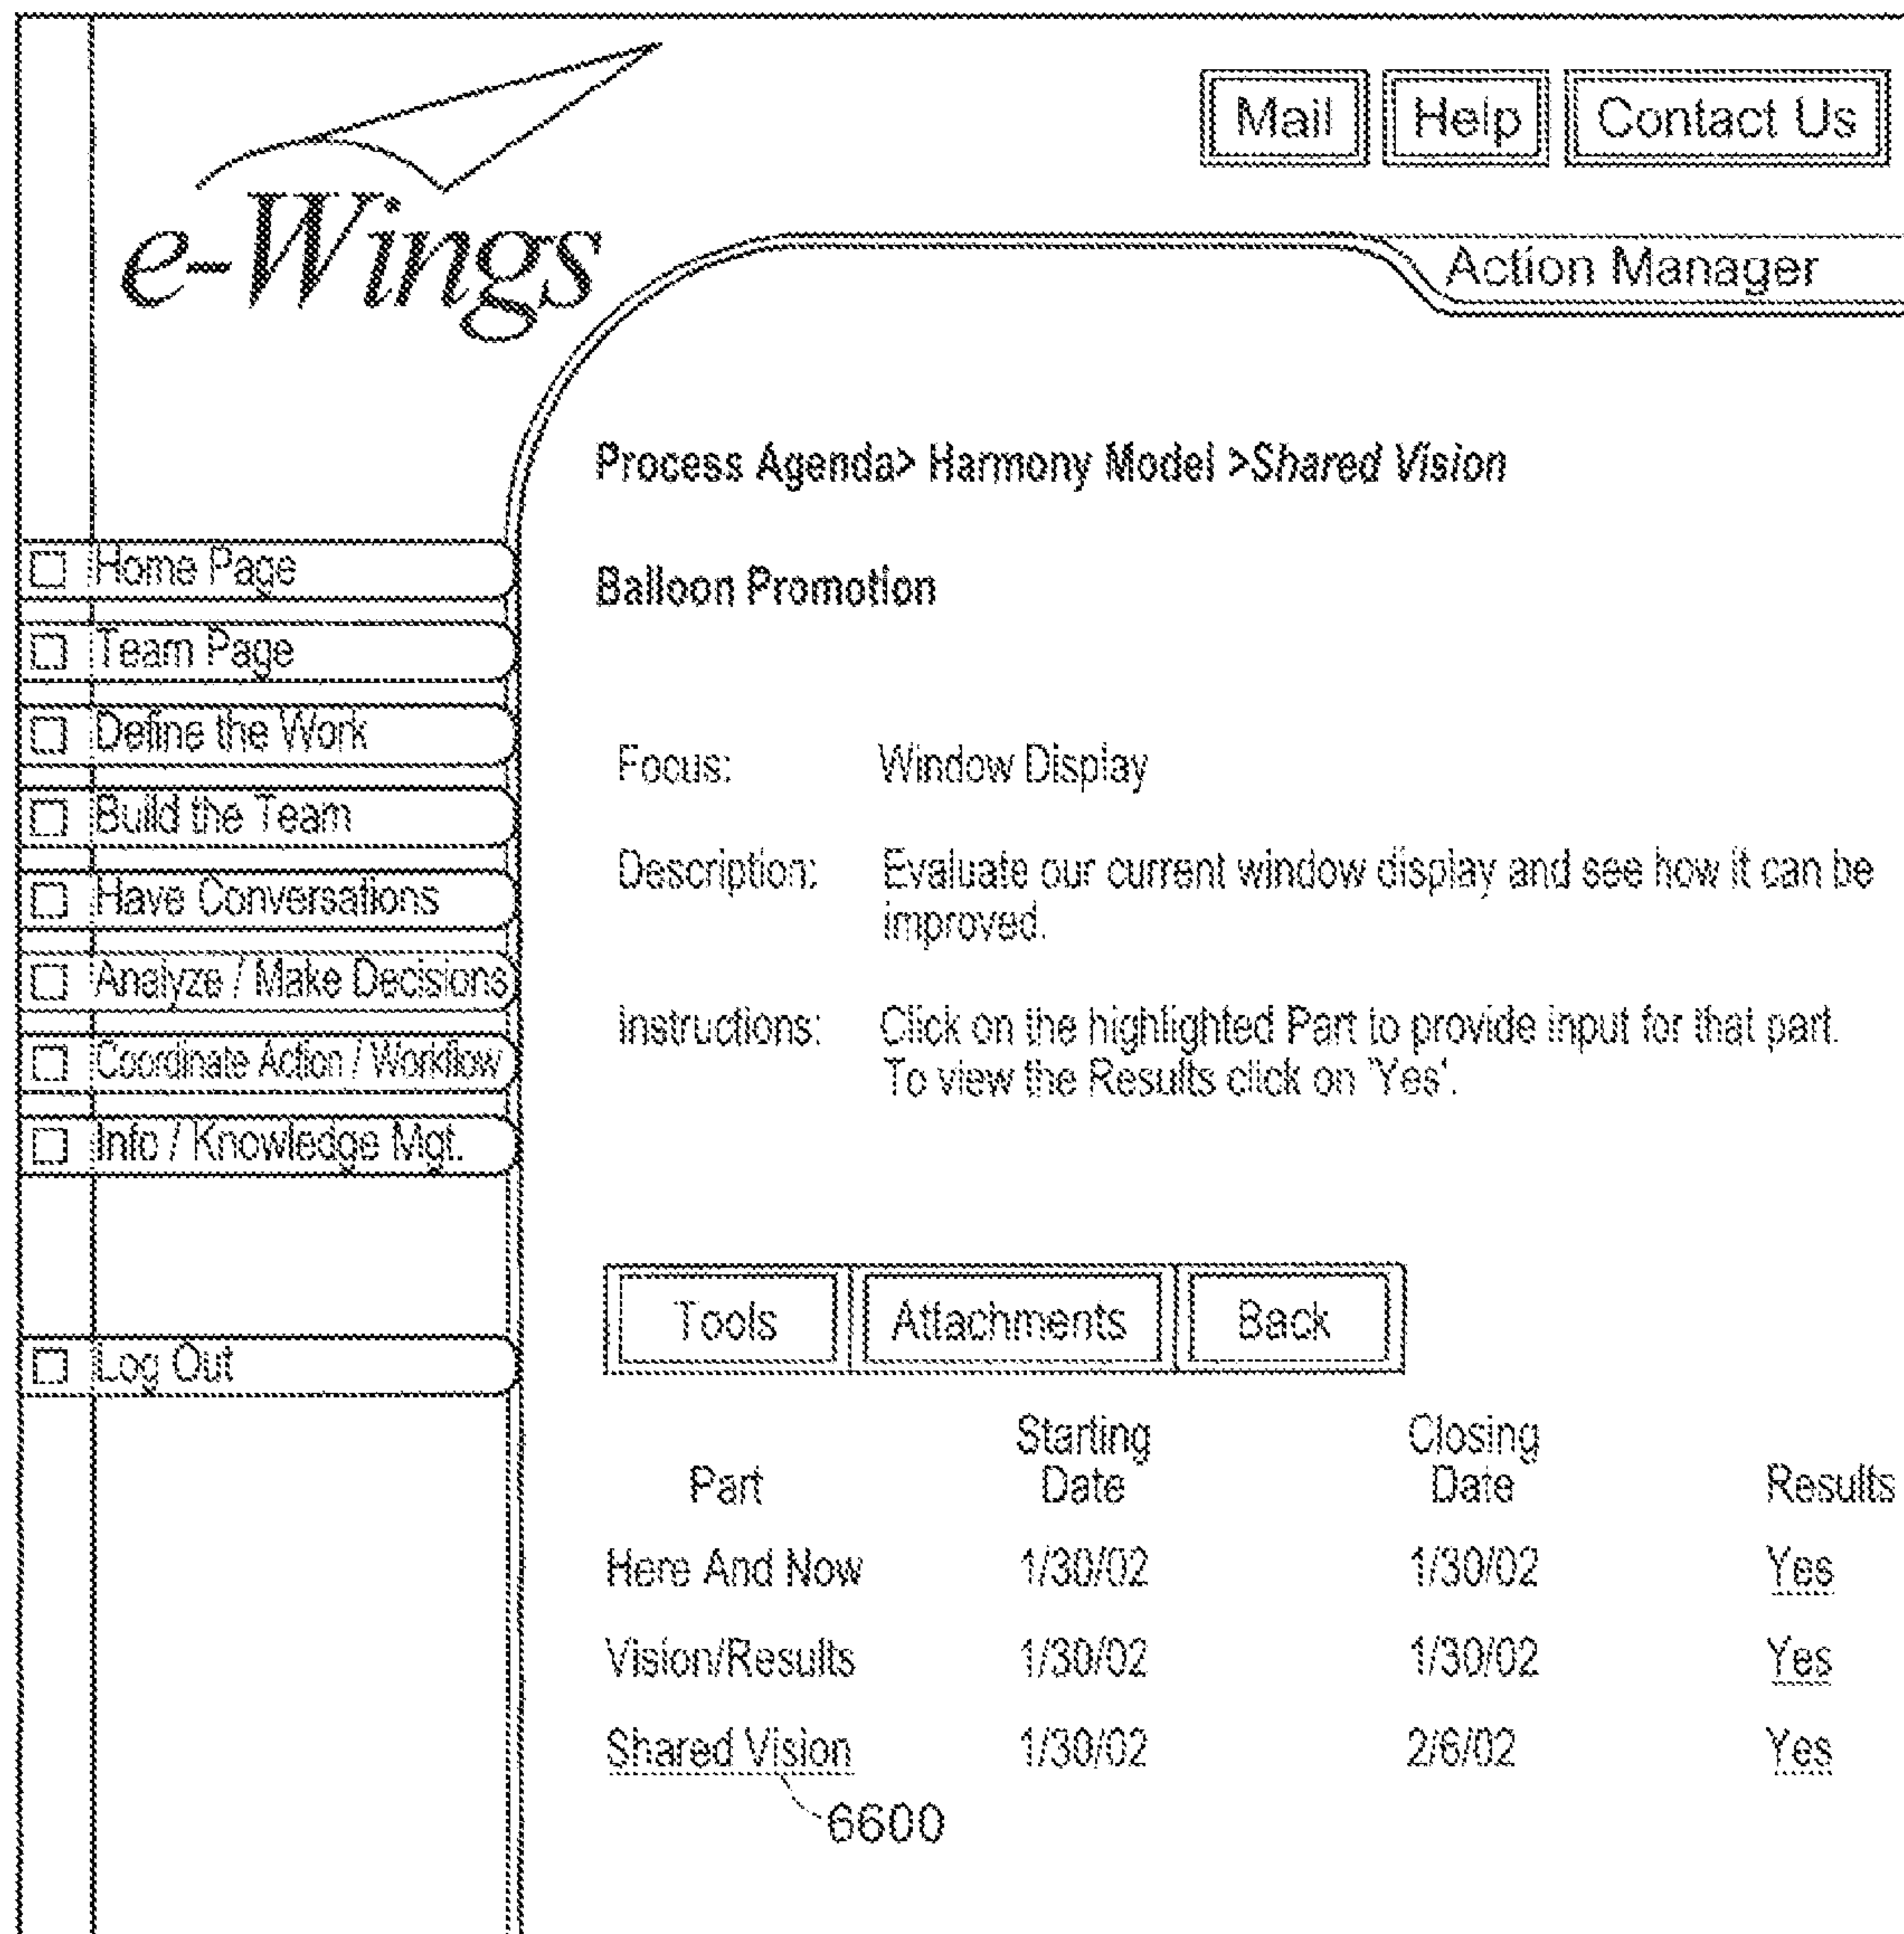 Mail Help Contact Us
e-Wings
Action Manager
Process Agenda> Harmony Model >Shared Vision
Balloon Promotion
Home Page
Team Page
Define the Work
Build the Team
Have Conversations
Analyze / Make Decisions
Coordinate Action / Workflow
Info / Knowledge Mgt.
Log Out
Focus: Window Display
Description: Evaluate our current window display and see how it can be
improved.
Instructions: Click on the highlighted Part to provide input for that part.
To view the Results click on 'Yes'.
Tools Attachments Back
Starting Closing
Part Date Date Results
Here And Now 1/30/02 1/30/02 Yes
Vision/Results 1/30/02 1/30/02 Yes
Shared Vision 1/30/02 2/6/02 Yes
6600